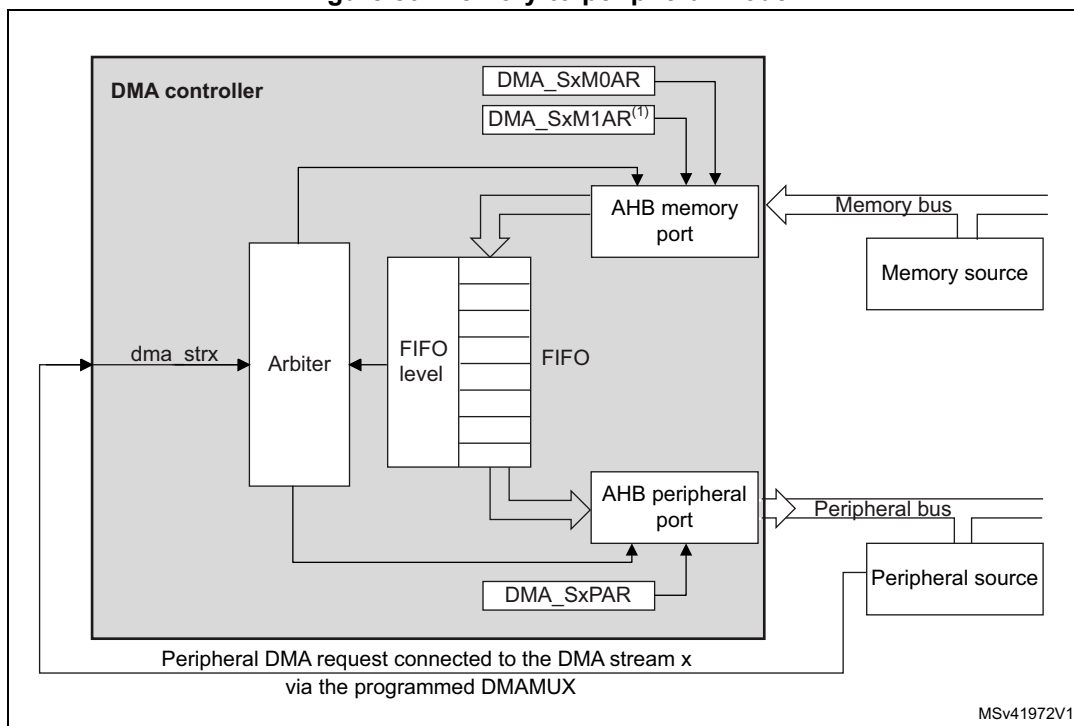 DMA controller
DMA_SxM0AR
DMA_SxM1AR(1)
AHB memory
port
Memory bus
Memory source
dma_strx
Arbiter
FIFO
level
FIFO
AHB peripheral
port
Peripheral bus
Peripheral source
DMA_SxPAR
Peripheral DMA request connected to the DMA stream x
via the programmed DMAMUX
MSv41972V1